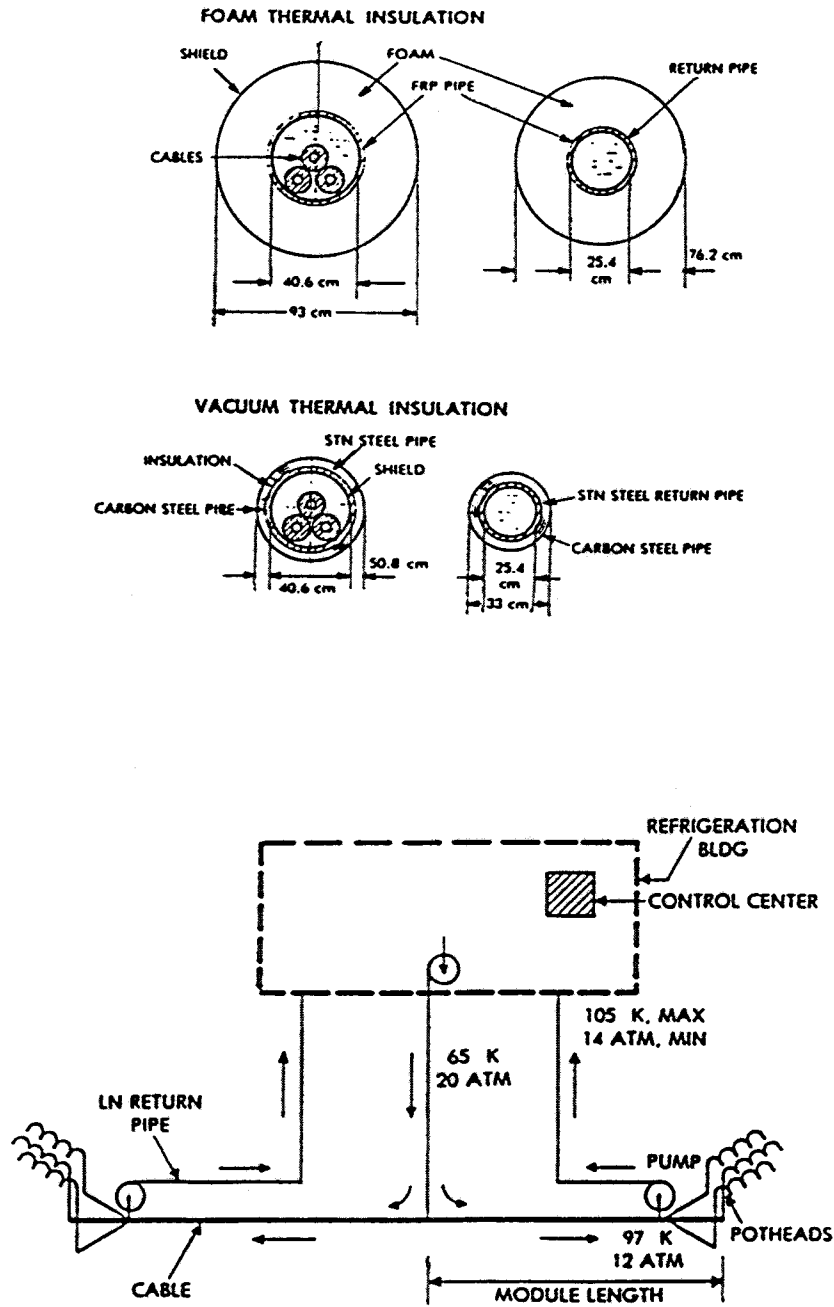 FOAM THERMAL INSULATION
SHIELD
FOAM
RETURN PIPE
FRP PIPE
CABLES
40.6 cm
93 cm
25.4
cm
76.2 cm
VACUUM THERMAL INSULATION
STN STEEL PIPE
INSULATION
SHIELD
CARBON STEEL PIPE
STN STEEL RETURN PIPE
CARBON STEEL PIPE
50.8 cm
40.6 cm
25.4
cm
33 cm
REFRIGERATION
BLDG
CONTROL CENTER
105 K, MAX
14 ATM, MIN
65 K
20 ATM
LN RETURN
PIPE
PUMP
POTHEADS
97 K
12 ATM
CABLE
MODULE LENGTH